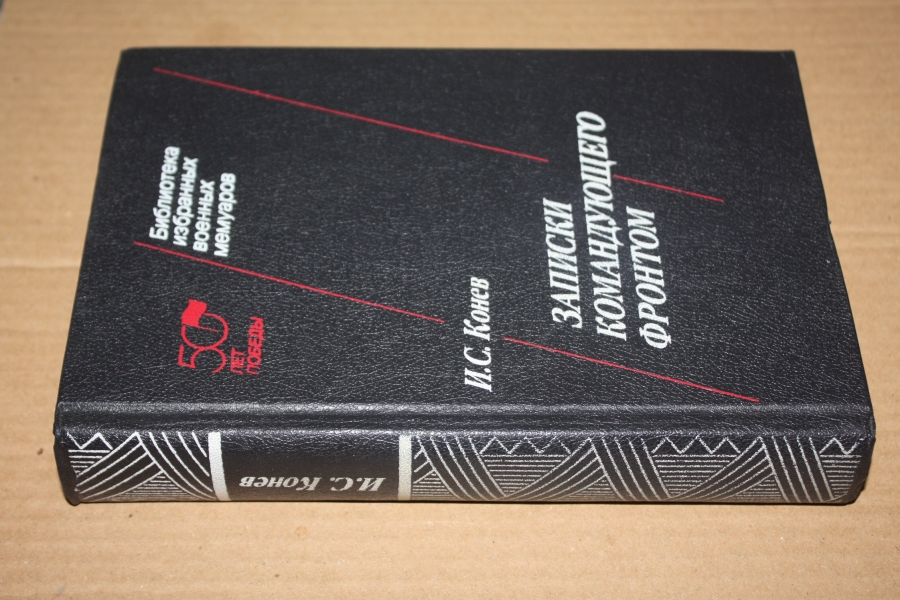 Библиотека
избранных
военных
мемуаров
50
ЛЕТ
ПОБЕДЫ
И.С. Конев
ЗАПИСКИ
КОМАНДУЮЩЕГО
ФРОНТОМ
И.С. Конев